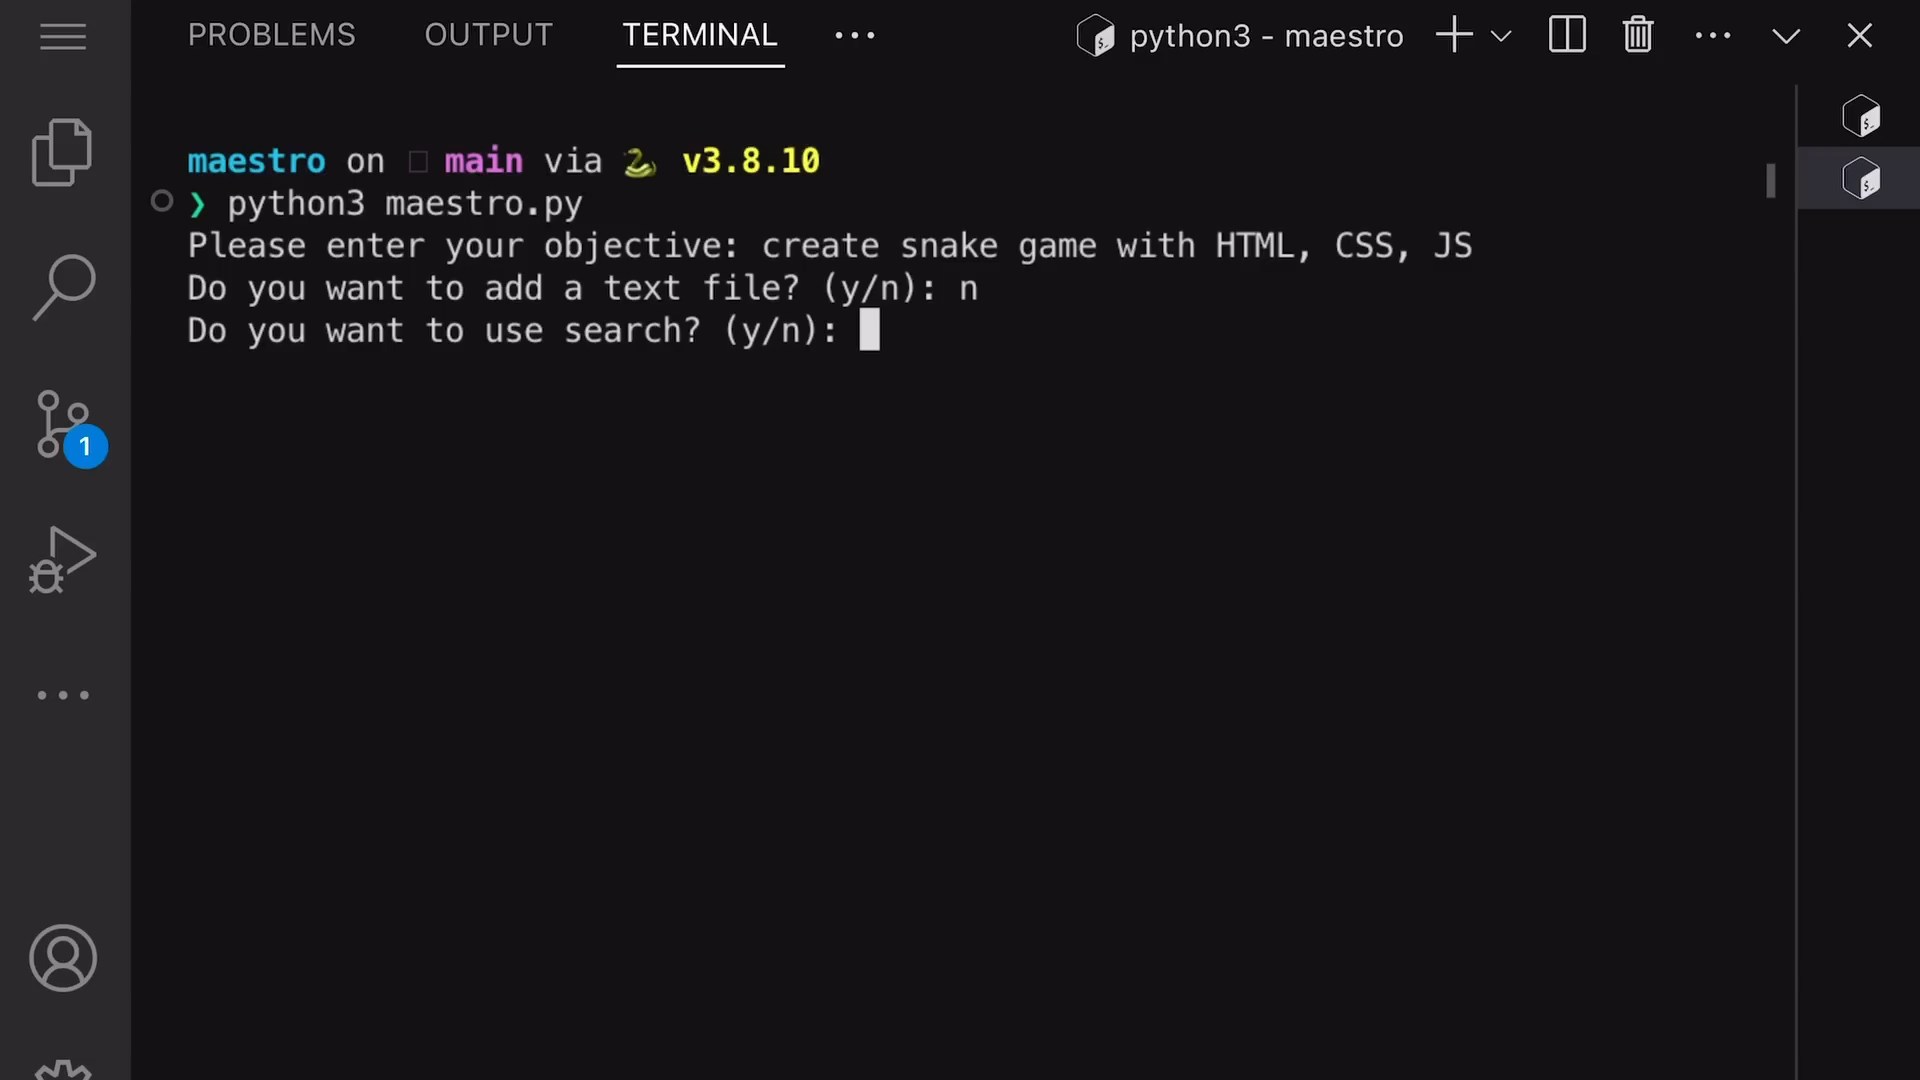 PROBLEMS OUTPUT TERMINAL python3 - maestro
maestro on main via v3.8.10
❯ python3 maestro.py
Please enter your objective: create snake game with HTML, CSS, JS
Do you want to add a text file? (y/n): n
Do you want to use search? (y/n):
1